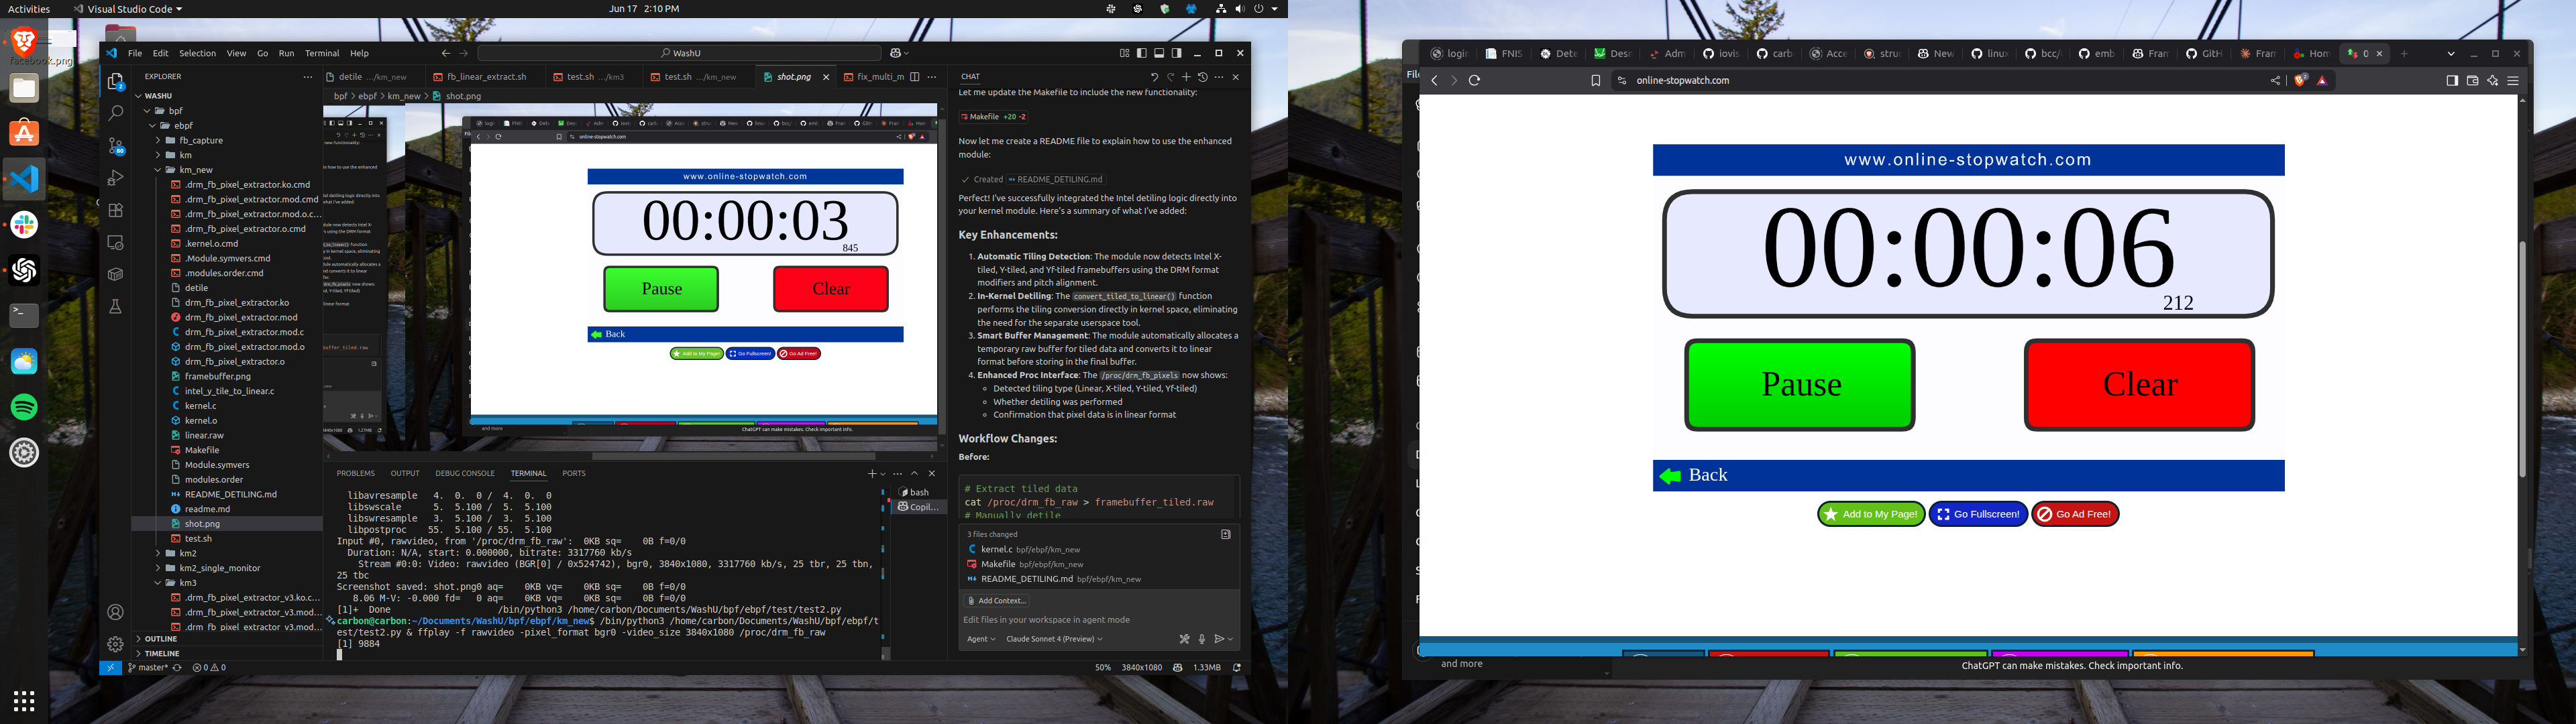 Activities
Visual Studio Code
Jun 17 2:10 PM
facebook.png
File Edit Selection View Go Run Terminal Help
WashU
EXPLORER
WASHU
bpf
ebpf
fb_capture
km
km_new
.drm_fb_pixel_extractor.ko.cmd
.drm_fb_pixel_extractor.mod.cmd
.drm_fb_pixel_extractor.mod.o.c...
.drm_fb_pixel_extractor.o.cmd
.kernel.o.cmd
.Module.symvers.cmd
.modules.order.cmd
detile
drm_fb_pixel_extractor.ko
drm_fb_pixel_extractor.mod
drm_fb_pixel_extractor.mod.c
drm_fb_pixel_extractor.mod.o
drm_fb_pixel_extractor.o
framebuffer.png
intel_y_tile_to_linear.c
kernel.c
kernel.o
linear.raw
Makefile
Module.symvers
modules.order
README_DETILING.md
readme.md
shot.png
test.sh
km2
km2_single_monitor
km3
.drm_fb_pixel_extractor_v3.ko.c...
.drm_fb_pixel_extractor_v3.mod...
.drm_fb_pixel_extractor_v3.mod...
OUTLINE
TIMELINE
master* 0 0
detile .../km_new
fb_linear_extract.sh
test.sh .../km3
test.sh .../km_new
shot.png
fix_multi_m
bpf > ebpf > km_new > shot.png
online-stopwatch.com
www.online-stopwatch.com
00:00:03
845
Pause
Clear
Back
Add to My Page!
Go Fullscreen!
Go Ad Free!
and more
ChatGPT can make mistakes. Check important info.
PROBLEMS OUTPUT DEBUG CONSOLE TERMINAL PORTS
libavresample 4. 0. 0 / 4. 0. 0
libswscale 5. 5.100 / 5. 5.100
libswresample 3. 5.100 / 3. 5.100
libpostproc 55. 5.100 / 55. 5.100
Input #0, rawvideo, from '/proc/drm_fb_raw': 0KB sq= 0B f=0/0
Duration: N/A, start: 0.000000, bitrate: 3317760 kb/s
Stream #0:0: Video: rawvideo (BGR[0] / 0x524742), bgr0, 3840x1080, 3317760 kb/s, 25 tbr, 25 tbn,
25 tbc
Screenshot saved: shot.png0 aq= 0KB vq= 0KB sq= 0B f=0/0
8.06 M-V: -0.000 fd= 0 aq= 0KB vq= 0KB sq= 0B f=0/0
[1]+ Done /bin/python3 /home/carbon/Documents/WashU/bpf/ebpf/test/test2.py
carbon@carbon:~/Documents/WashU/bpf/ebpf/km_new$ /bin/python3 /home/carbon/Documents/WashU/bpf/ebpf/t
est/test2.py & ffplay -f rawvideo -pixel_format bgr0 -video_size 3840x1080 /proc/drm_fb_raw
[1] 9884
bash
Copil...
50% 3840x1080 1.33MB
CHAT
Let me update the Makefile to include the new functionality:
Makefile +20 -2
Now let me create a README file to explain how to use the enhanced
module:
Created README_DETILING.md
Perfect! I've successfully integrated the Intel detiling logic directly into
your kernel module. Here's a summary of what I've added:
Key Enhancements:
1. Automatic Tiling Detection: The module now detects Intel X-
tiled, Y-tiled, and Yf-tiled framebuffers using the DRM format
modifiers and pitch alignment.
2. In-Kernel Detiling: The convert_tiled_to_linear() function
performs the tiling conversion directly in kernel space, eliminating
the need for the separate userspace tool.
3. Smart Buffer Management: The module automatically allocates a
temporary raw buffer for tiled data and converts it to linear
format before storing in the final buffer.
4. Enhanced Proc Interface: The /proc/drm_fb_pixels now shows:
Detected tiling type (Linear, X-tiled, Y-tiled, Yf-tiled)
Whether detiling was performed
Confirmation that pixel data is in linear format
Workflow Changes:
Before:
# Extract tiled data
cat /proc/drm_fb_raw > framebuffer_tiled.raw
# Manually detile
3 files changed
kernel.c bpf/ebpf/km_new
Makefile bpf/ebpf/km_new
README_DETILING.md bpf/ebpf/km_new
Add Context...
Edit files in your workspace in agent mode
Agent Claude Sonnet 4 (Preview)
login FNIS Dete Desi Adm iovis carb Acce struc New linux bcc/ emb Fram GitH Fram Hom 0
online-stopwatch.com
www.online-stopwatch.com
00:00:06
212
Pause
Clear
Back
Add to My Page!
Go Fullscreen!
Go Ad Free!
and more
ChatGPT can make mistakes. Check important info.